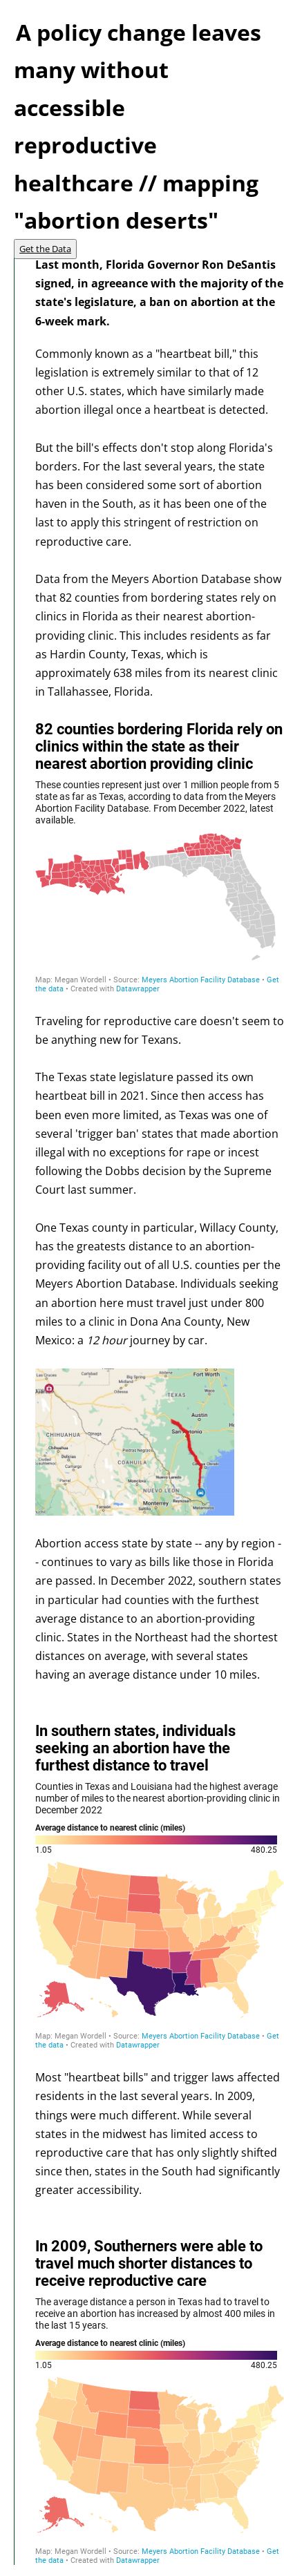 A policy change leaves
many without
accessible
reproductive
healthcare // mapping
"abortion deserts"
Get the Data
Last month, Florida Governor Ron DeSantis
signed, in agreeance with the majority of the
state's legislature, a ban on abortion at the
6-week mark.
Commonly known as a "heartbeat bill," this
legislation is extremely similar to that of 12
other U.S. states, which have similarly made
abortion illegal once a heartbeat is detected.
But the bill's effects don't stop along Florida's
borders. For the last several years, the state
has been considered some sort of abortion
haven in the South, as it has been one of the
last to apply this stringent of restriction on
reproductive care.
Data from the Meyers Abortion Database show
that 82 counties from bordering states rely on
clinics in Florida as their nearest abortion-
providing clinic. This includes residents as far
as Hardin County, Texas, which is
approximately 638 miles from its nearest clinic
in Tallahassee, Florida.
82 counties bordering Florida rely on
clinics within the state as their
nearest abortion providing clinic
These counties represent just over 1 million people from 5
state as far as Texas, according to data from the Meyers
Abortion Facility Database. From December 2022, latest
available.
Map: Megan Wordell • Source: Meyers Abortion Facility Database • Get
the data • Created with Datawrapper
Traveling for reproductive care doesn't seem to
be anything new for Texans.
The Texas state legislature passed its own
heartbeat bill in 2021. Since then access has
been even more limited, as Texas was one of
several 'trigger ban' states that made abortion
illegal with no exceptions for rape or incest
following the Dobbs decision by the Supreme
Court last summer.
One Texas county in particular, Willacy County,
has the greatests distance to an abortion-
providing facility out of all U.S. counties per the
Meyers Abortion Database. Individuals seeking
an abortion here must travel just under 800
miles to a clinic in Dona Ana County, New
Mexico: a 12 hour journey by car.
Fort Worth
TEXAS
Austin
San Antonio
CHIHUAHUA
Chihuahua
COAHUILA
NUEVO LEON
Monterrey
Abortion access state by state -- any by region -
- continues to vary as bills like those in Florida
are passed. In December 2022, southern states
in particular had counties with the furthest
average distance to an abortion-providing
clinic. States in the Northeast had the shortest
distances on average, with several states
having an average distance under 10 miles.
In southern states, individuals
seeking an abortion have the
furthest distance to travel
Counties in Texas and Louisiana had the highest average
number of miles to the nearest abortion-providing clinic in
December 2022
Average distance to nearest clinic (miles)
1.05 480.25
Map: Megan Wordell • Source: Meyers Abortion Facility Database • Get
the data • Created with Datawrapper
Most "heartbeat bills" and trigger laws affected
residents in the last several years. In 2009,
things were much different. While several
states in the midwest has limited access to
reproductive care that has only slightly shifted
since then, states in the South had significantly
greater accessibility.
In 2009, Southerners were able to
travel much shorter distances to
receive reproductive care
The average distance a person in Texas had to travel to
receive an abortion has increased by almost 400 miles in
the last 15 years.
Average distance to nearest clinic (miles)
1.05 480.25
Map: Megan Wordell • Source: Meyers Abortion Facility Database • Get
the data • Created with Datawrapper